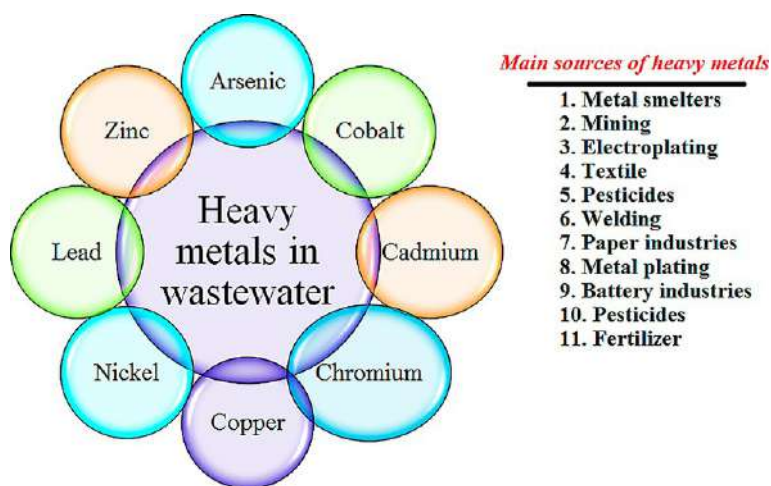 Arsenic
Cobalt
Cadmium
Chromium
Copper
Nickel
Lead
Zinc
Heavy
metals in
wastewater
Main sources of heavy metals
1. Metal smelters
2. Mining
3. Electroplating
4. Textile
5. Pesticides
6. Welding
7. Paper industries
8. Metal plating
9. Battery industries
10. Pesticides
11. Fertilizer